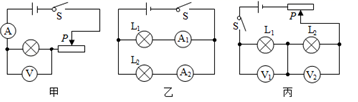 S
A
P
V
甲
S
L₁ A₁
L₂ A₂
乙
P
S
L₁ L₂
V₁ V₂
丙